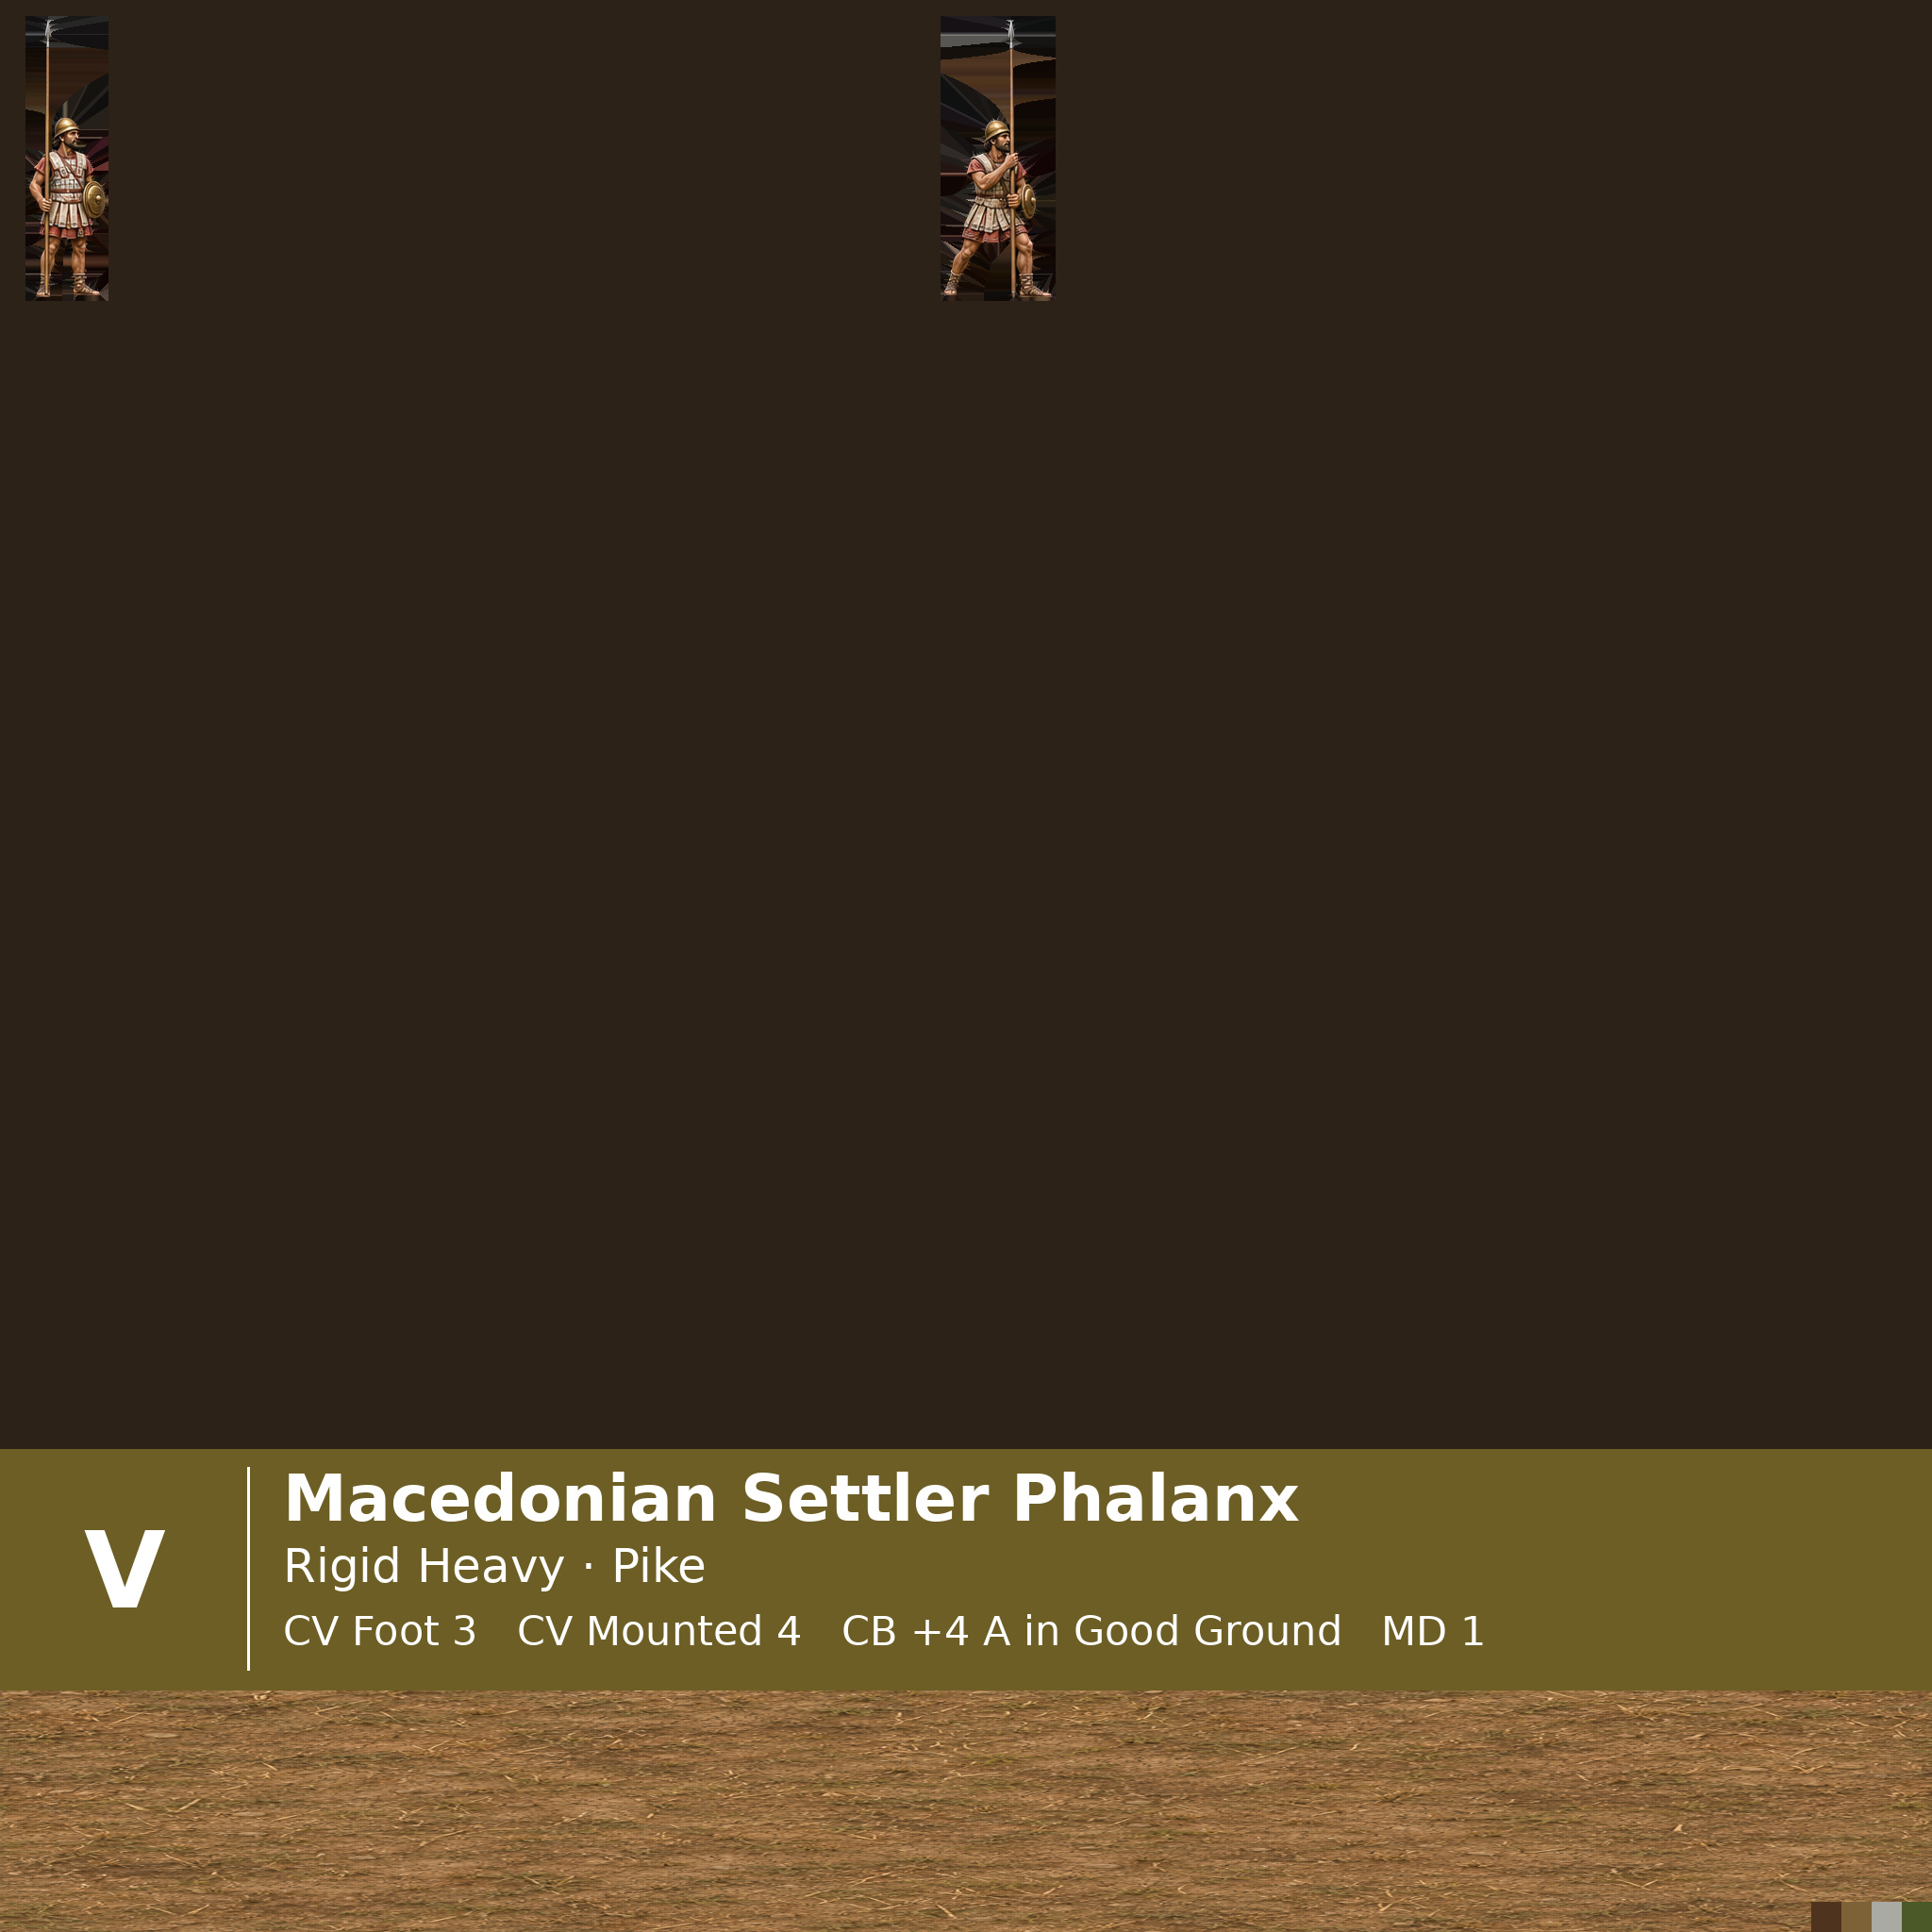 V
Macedonian Settler Phalanx
Rigid Heavy · Pike
CV Foot 3   CV Mounted 4   CB +4 A in Good Ground   MD 1